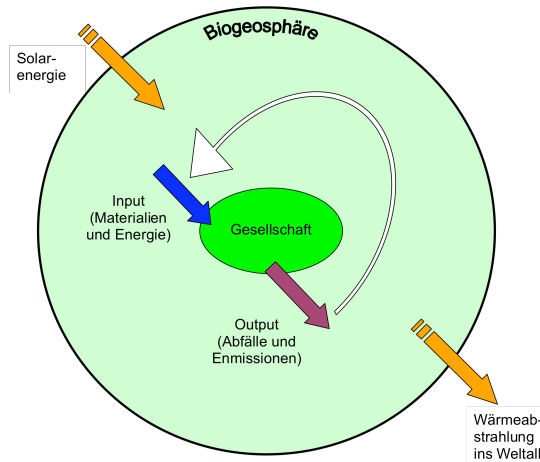 Biogeosphäre
Solar-
energie
Input
(Materialien
und Energie)
Gesellschaft
Output
(Abfälle und
Enmissionen)
Wärmeab-
strahlung
ins Weltall